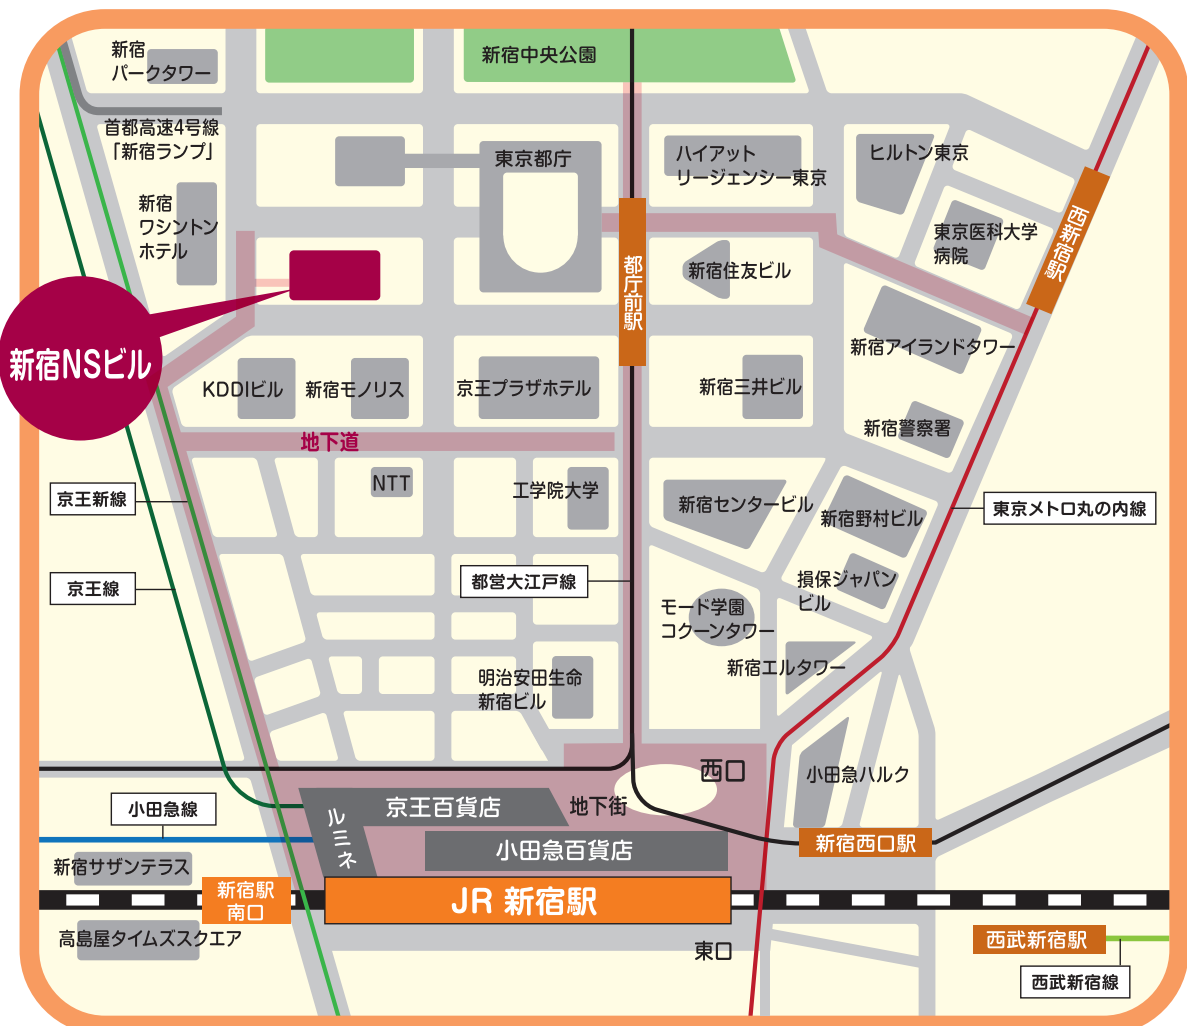 新宿
パークタワー
新宿中央公園
首都高速4号線
「新宿ランプ」
東京都庁
ハイアット
リージェンシー東京
ヒルトン東京
新宿
ワシントン
ホテル
東京医科大学
病院
西新宿駅
都庁前駅
新宿住友ビル
新宿NSビル
新宿アイランドタワー
KDDIビル
新宿モノリス
京王プラザホテル
新宿三井ビル
新宿警察署
地下道
NTT
工学院大学
新宿センタービル
新宿野村ビル
京王新線
東京メトロ丸の内線
京王線
都営大江戸線
損保ジャパン
ビル
モード学園
コクーンタワー
新宿エルタワー
明治安田生命
新宿ビル
西口
小田急ハルク
小田急線
ルミネ
京王百貨店
地下街
小田急百貨店
新宿西口駅
新宿サザンテラス
新宿駅
南口
JR 新宿駅
高島屋タイムズスクエア
東口
西武新宿駅
西武新宿線